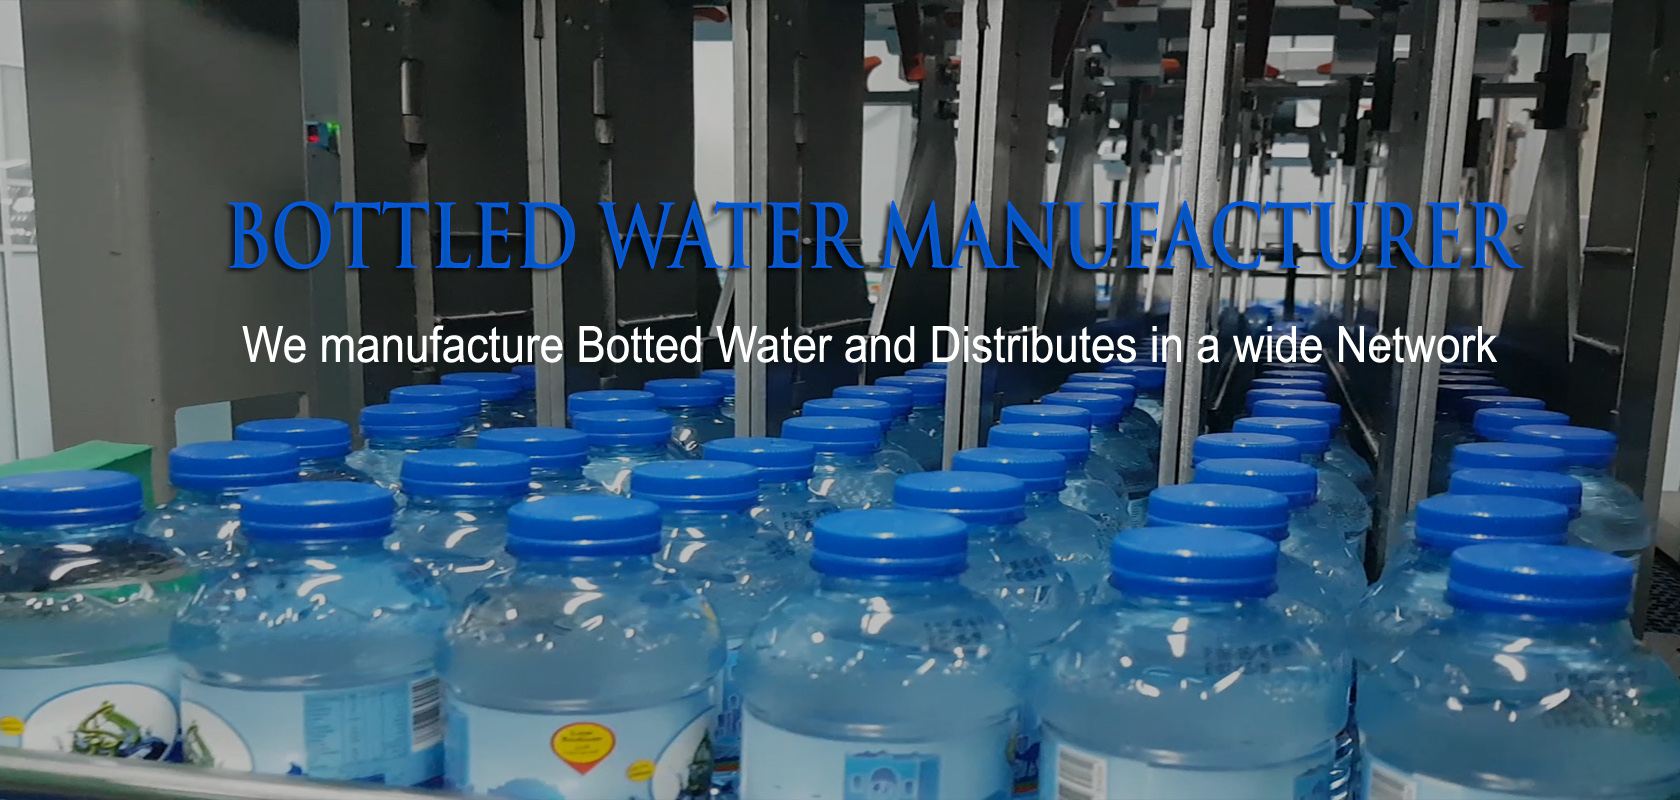 BOTTLED WATER MANUFACTURER
We manufacture Botted Water and Distributes in a wide Network